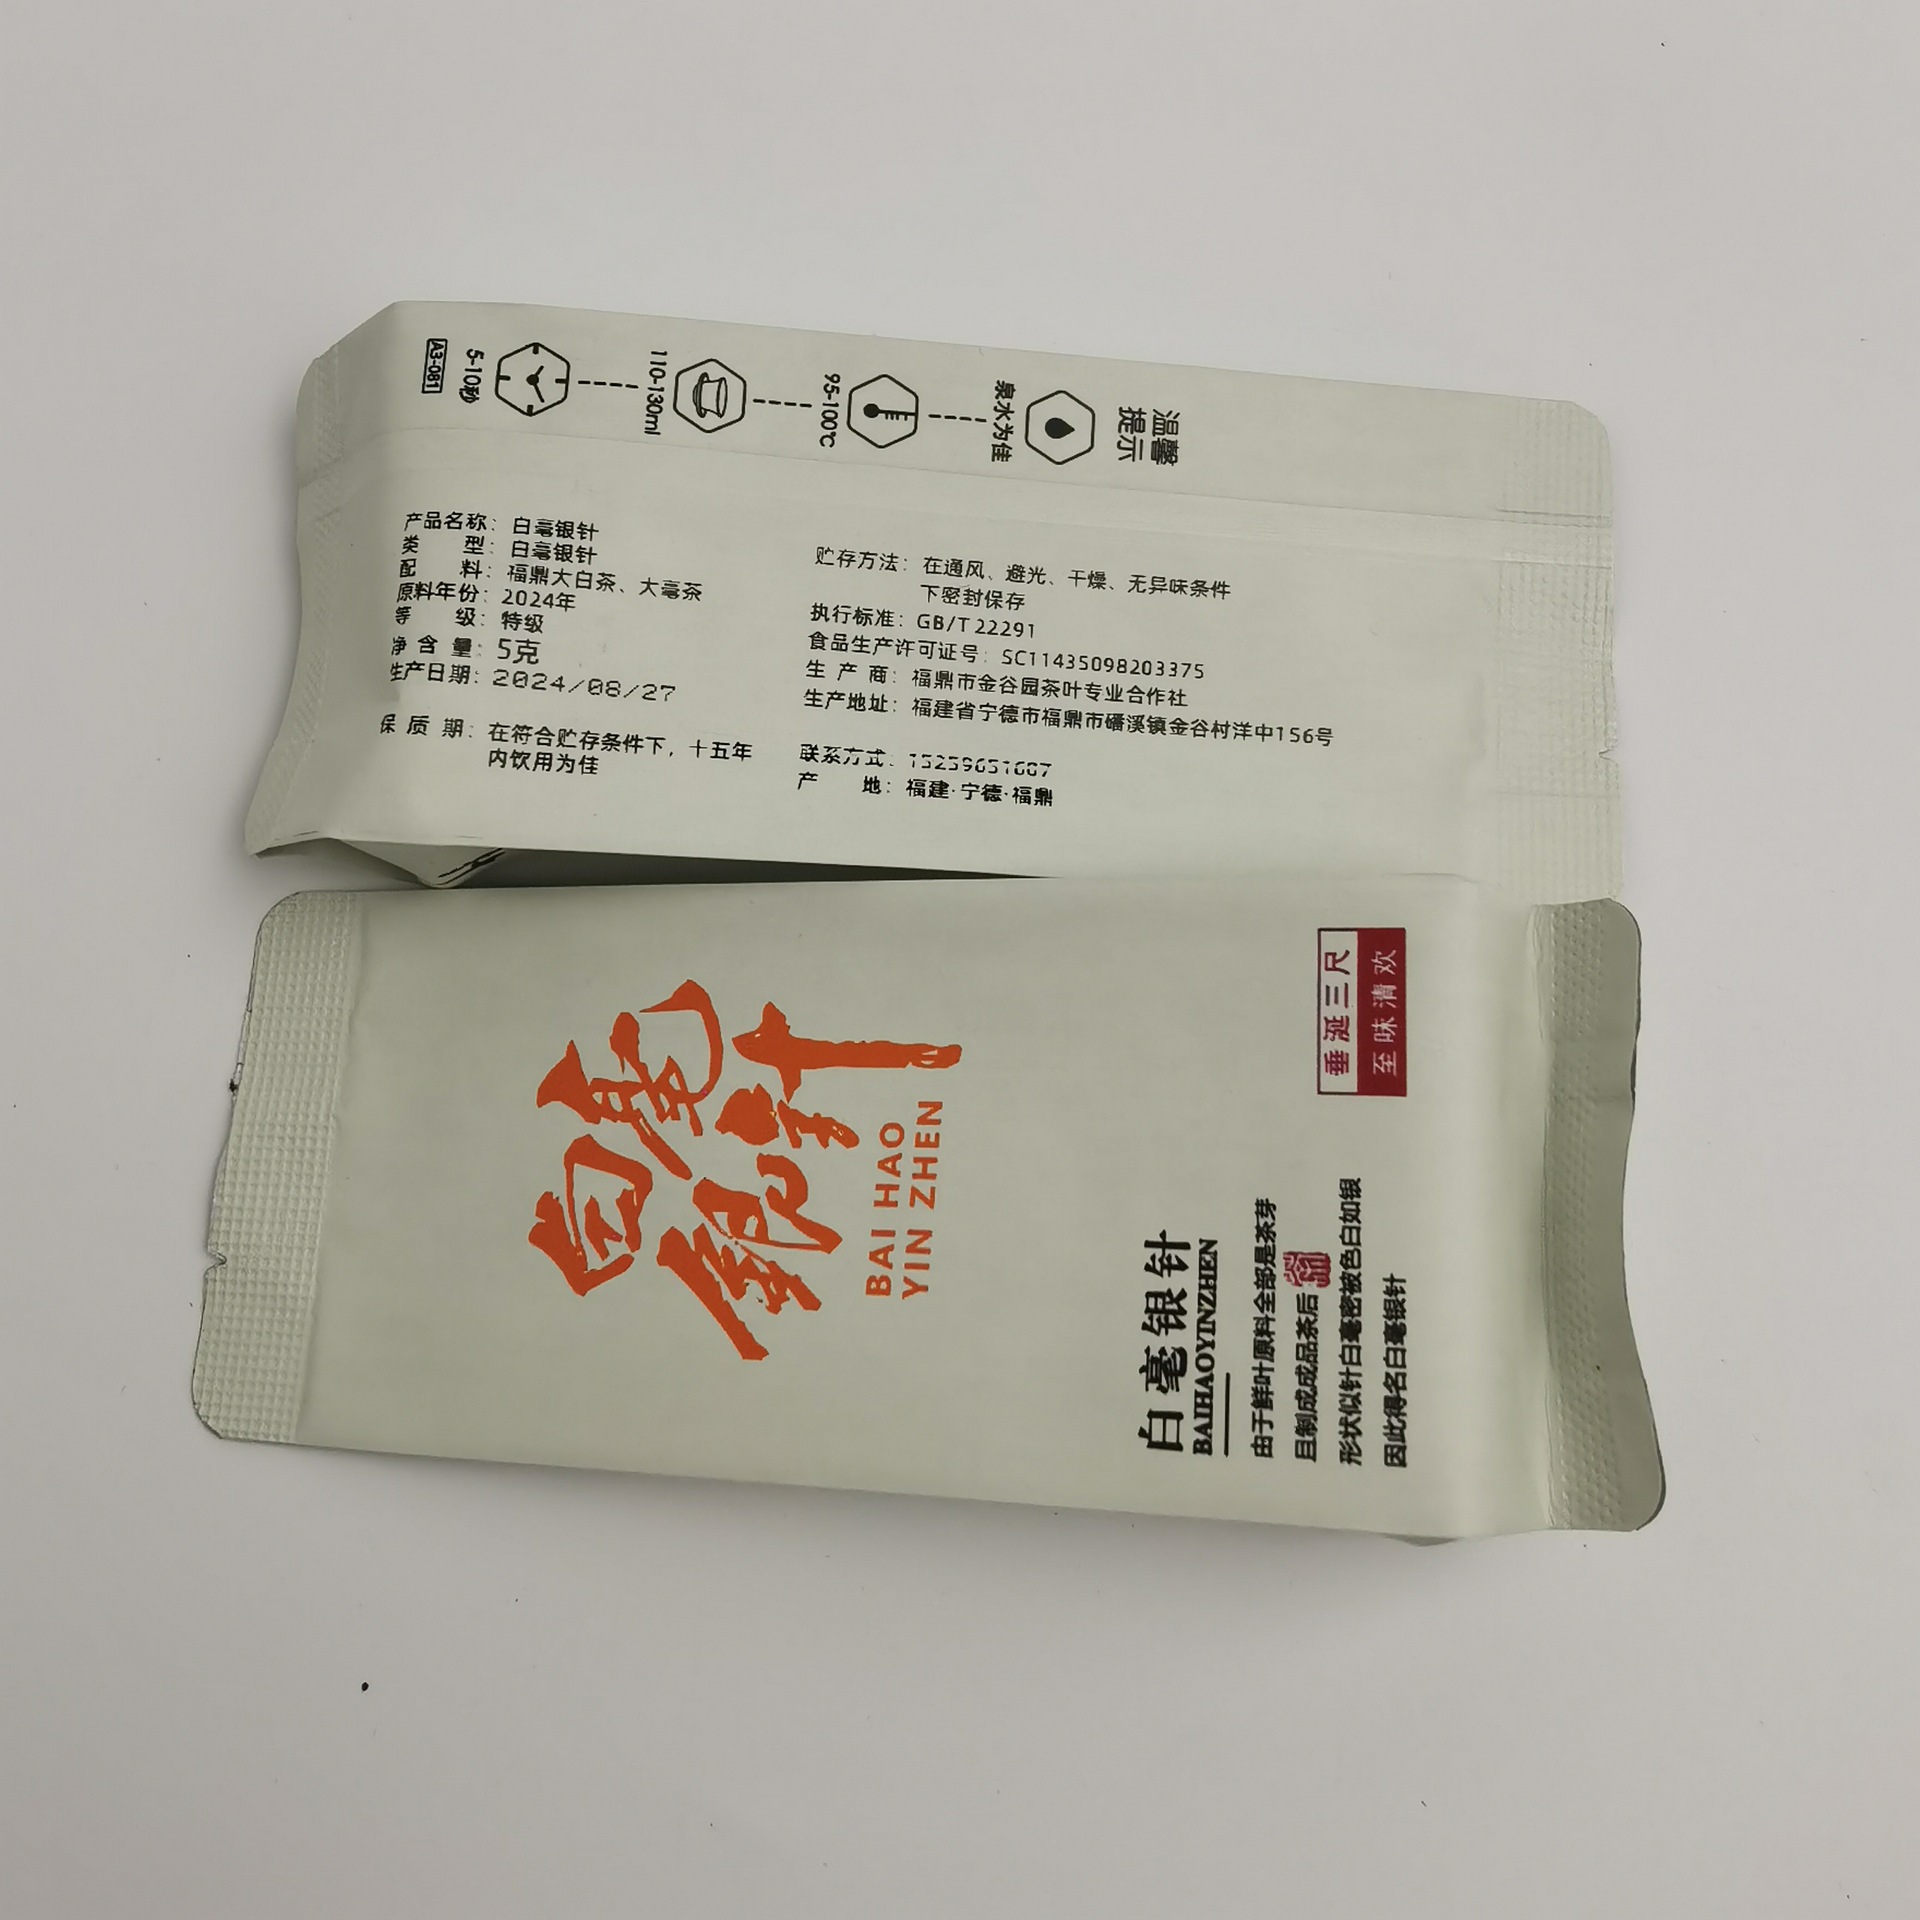 温馨
提示
泉水为佳
95-100℃
110-130ml
5-10秒
A3-081
产品名称：白毫银针
类型：白毫银针
配料：福鼎大白茶、大毫茶
原料年份：2024年
等级：特级
净含量：5克
生产日期：2024/08/27
保质期：在符合贮存条件下，十五年
内饮用为佳
贮存方法：在通风、避光、干燥、无异味条件
下密封保存
执行标准：GB/T 22291
食品生产许可证号：SC11435098203375
生产商：福鼎市金谷园茶叶专业合作社
生产地址：福建省宁德市福鼎市磻溪镇金谷村洋中156号
联系方式：
产地：福建·宁德·福鼎
白毫
银针
BAI HAO
YIN ZHEN
垂涎三尺
至味清欢
白毫银针
BAIHAOYINZHEN
由于鲜叶原料全部是茶芽
且制成成品茶后
形状似针白毫密被色白如银
因此得名白毫银针